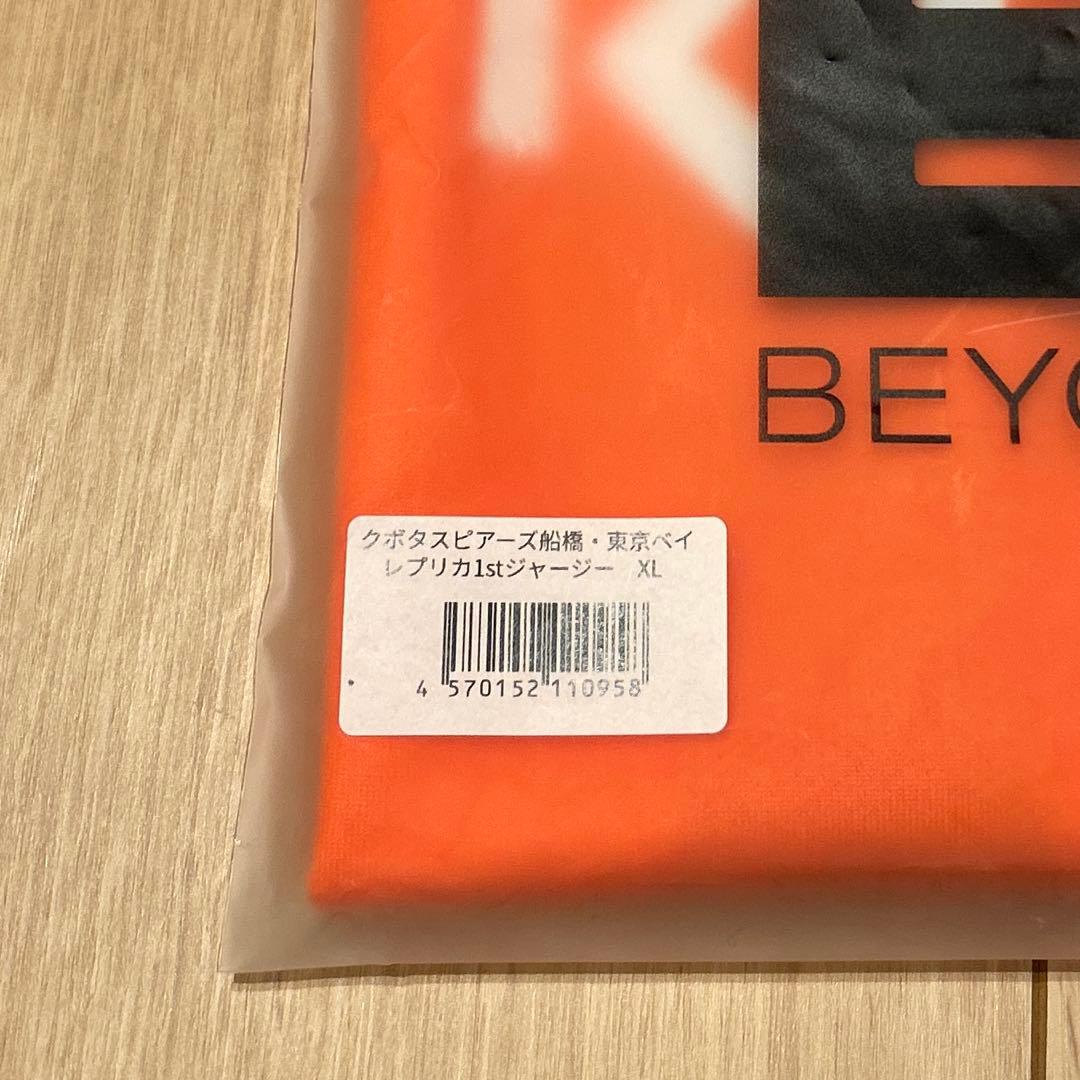 K
BEYO
クボタスピアーズ船橋・東京ベイ
レプリカ1stジャージー　XL
4 570152 110958